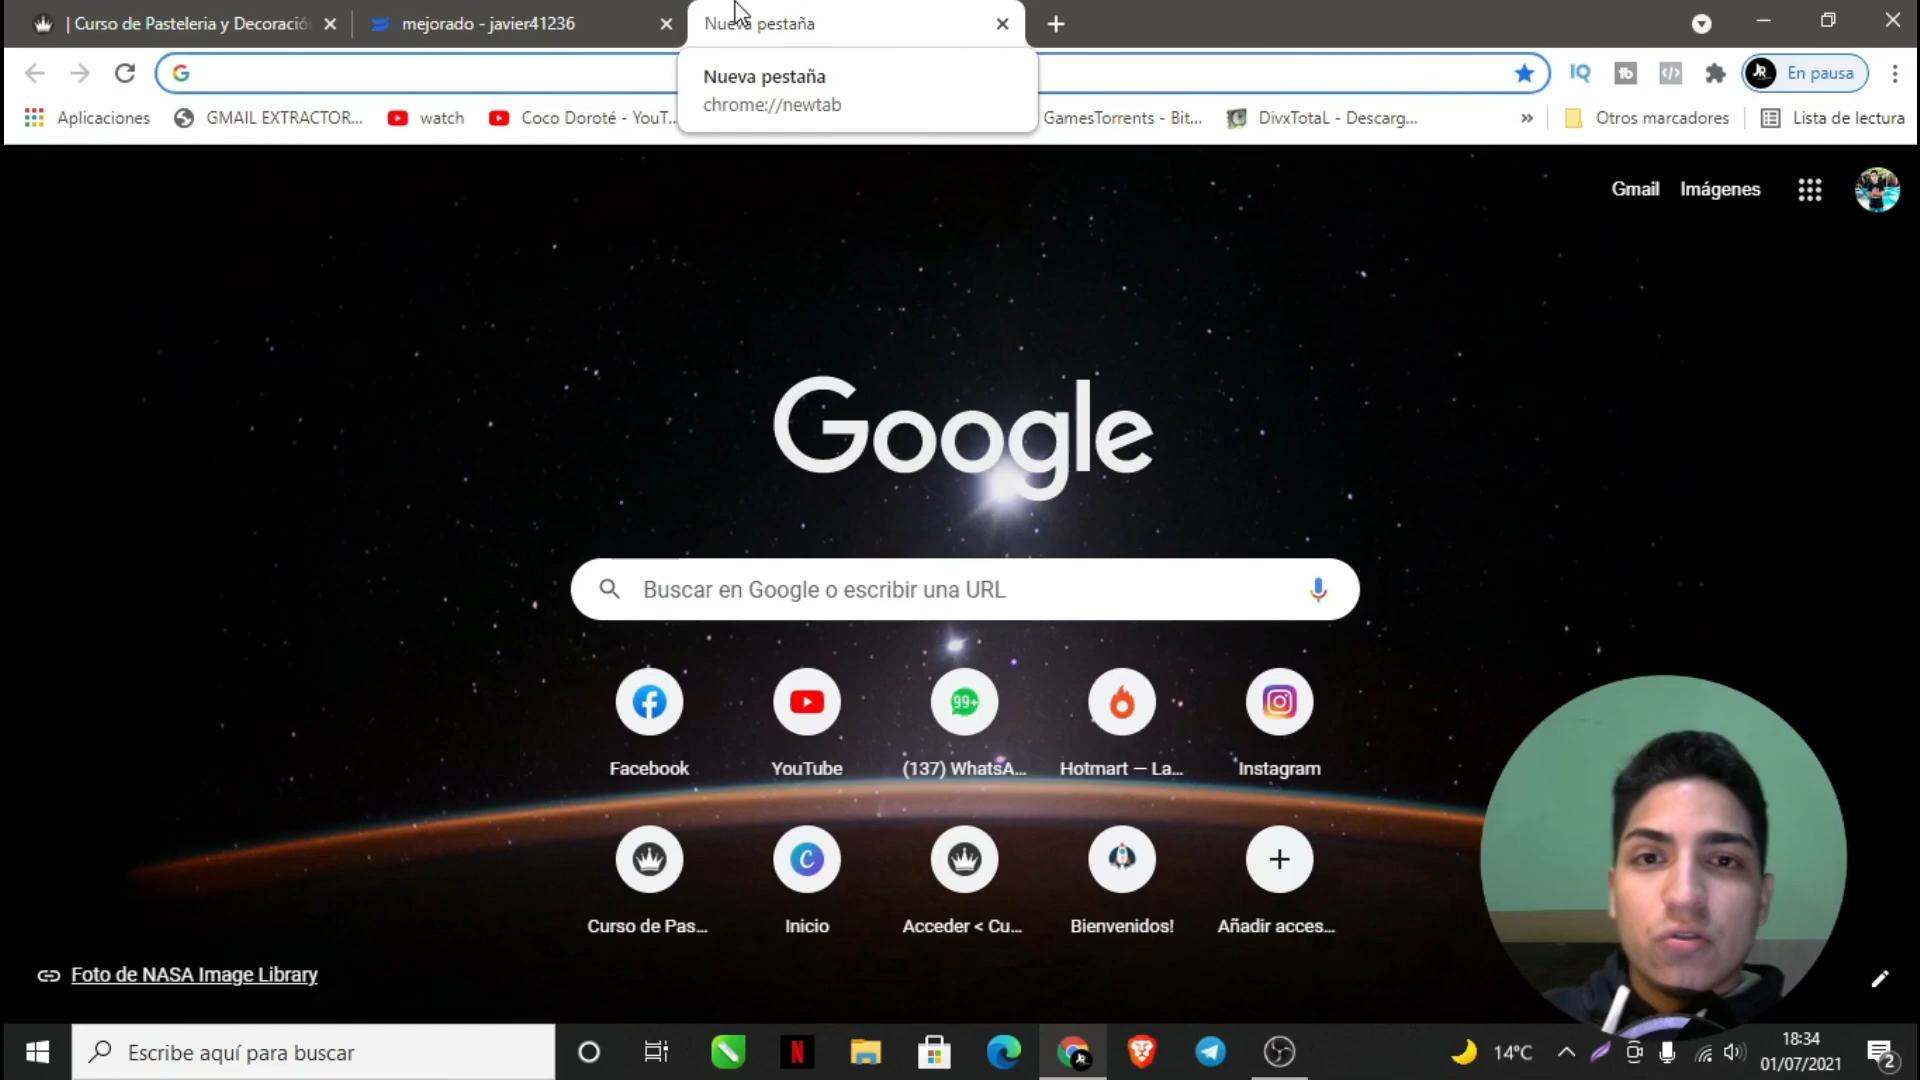 | Curso de Pasteleria y Decoració
mejorado - javier41236
Nueva pestaña
Nueva pestaña
chrome://newtab
IQ
En pausa
Aplicaciones
GMAIL EXTRACTOR...
watch
Coco Doroté - YouT...
GamesTorrents - Bit...
DivxTotaL - Descarg...
»
Otros marcadores
Lista de lectura
Gmail
Imágenes
Google
Buscar en Google o escribir una URL
99+
Facebook
YouTube
(137) WhatsA...
Hotmart — La...
Instagram
Curso de Pas...
Inicio
Acceder < Cu...
Bienvenidos!
Añadir acces...
Foto de NASA Image Library
Escribe aquí para buscar
14°C
18:34
01/07/2021
2